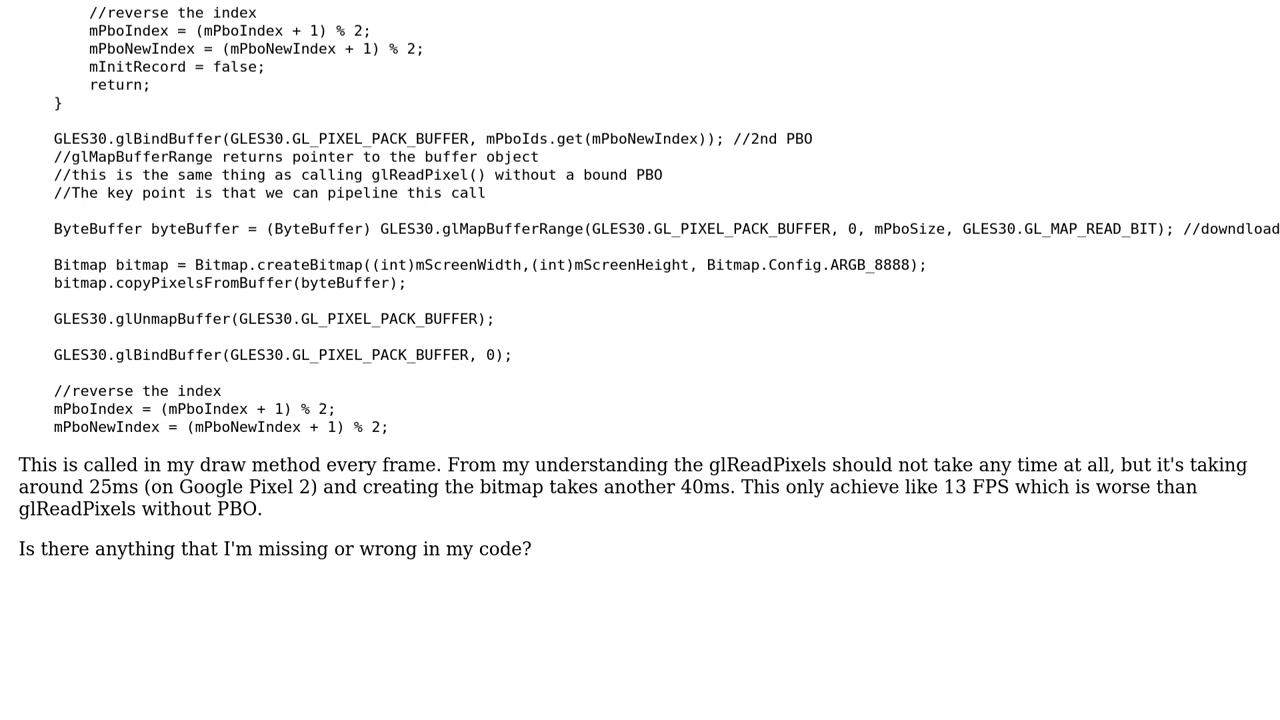 //reverse the index
mPboIndex = (mPboIndex + 1) % 2;
mPboNewIndex = (mPboNewIndex + 1) % 2;
mInitRecord = false;
return;
}
GLES30.glBindBuffer(GLES30.GL_PIXEL_PACK_BUFFER, mPboIds.get(mPboNewIndex)); //2nd PBO
//glMapBufferRange returns pointer to the buffer object
//this is the same thing as calling glReadPixel() without a bound PBO
//The key point is that we can pipeline this call
ByteBuffer byteBuffer = (ByteBuffer) GLES30.glMapBufferRange(GLES30.GL_PIXEL_PACK_BUFFER, 0, mPboSize, GLES30.GL_MAP_READ_BIT); //downdload
Bitmap bitmap = Bitmap.createBitmap((int)mScreenWidth,(int)mScreenHeight, Bitmap.Config.ARGB_8888);
bitmap.copyPixelsFromBuffer(byteBuffer);
GLES30.glUnmapBuffer(GLES30.GL_PIXEL_PACK_BUFFER);
GLES30.glBindBuffer(GLES30.GL_PIXEL_PACK_BUFFER, 0);
//reverse the index
mPboIndex = (mPboIndex + 1) % 2;
mPboNewIndex = (mPboNewIndex + 1) % 2;
This is called in my draw method every frame. From my understanding the glReadPixels should not take any time at all, but it's taking
around 25ms (on Google Pixel 2) and creating the bitmap takes another 40ms. This only achieve like 13 FPS which is worse than
glReadPixels without PBO.
Is there anything that I'm missing or wrong in my code?